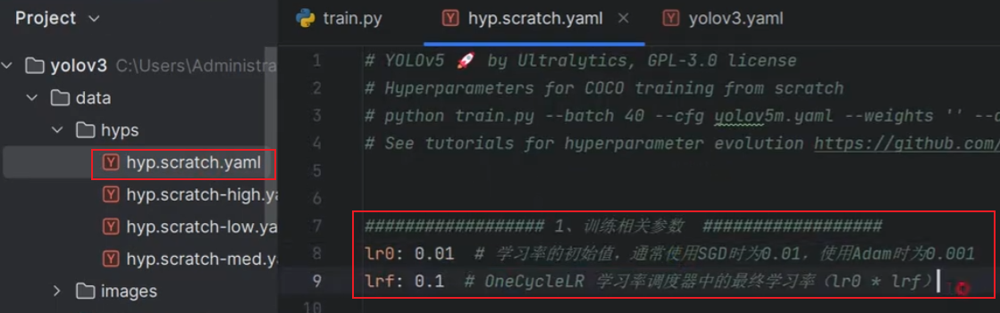 Project
train.py
hyp.scratch.yaml
yolov3.yaml
yolov3 C:\Users\Administra
data
hyps
hyp.scratch.yaml
hyp.scratch-high.ya
hyp.scratch-low.ya
hyp.scratch-med.y
images
1 # YOLOv5 🚀 by Ultralytics, GPL-3.0 license
2 # Hyperparameters for COCO training from scratch
3 # python train.py --batch 40 --cfg yolov5m.yaml --weights '' --d
4 # See tutorials for hyperparameter evolution https://github.com/
5
6
7 ################## 1、训练相关参数 ##################
8 lr0: 0.01 # 学习率的初始值，通常使用SGD时为0.01，使用Adam时为0.001
9 lrf: 0.1 # OneCycleLR 学习率调度器中的最终学习率（lr0 * lrf）
10